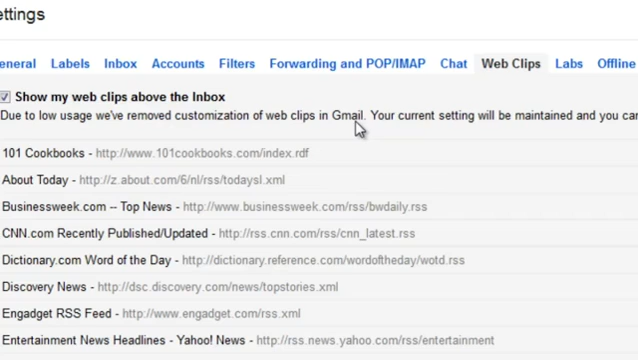 ettings
eneral Labels Inbox Accounts Filters Forwarding and POP/IMAP Chat Web Clips Labs Offline
Show my web clips above the Inbox
Due to low usage we've removed customization of web clips in Gmail. Your current setting will be maintained and you can
101 Cookbooks - http://www.101cookbooks.com/index.rdf
About Today - http://z.about.com/6/nl/rss/todaysl.xml
Businessweek.com -- Top News - http://www.businessweek.com/rss/bwdaily.rss
CNN.com Recently Published/Updated - http://rss.cnn.com/rss/cnn_latest.rss
Dictionary.com Word of the Day - http://dictionary.reference.com/wordoftheday/wotd.rss
Discovery News - http://dsc.discovery.com/news/topstories.xml
Engadget RSS Feed - http://www.engadget.com/rss.xml
Entertainment News Headlines - Yahoo! News - http://rss.news.yahoo.com/rss/entertainment